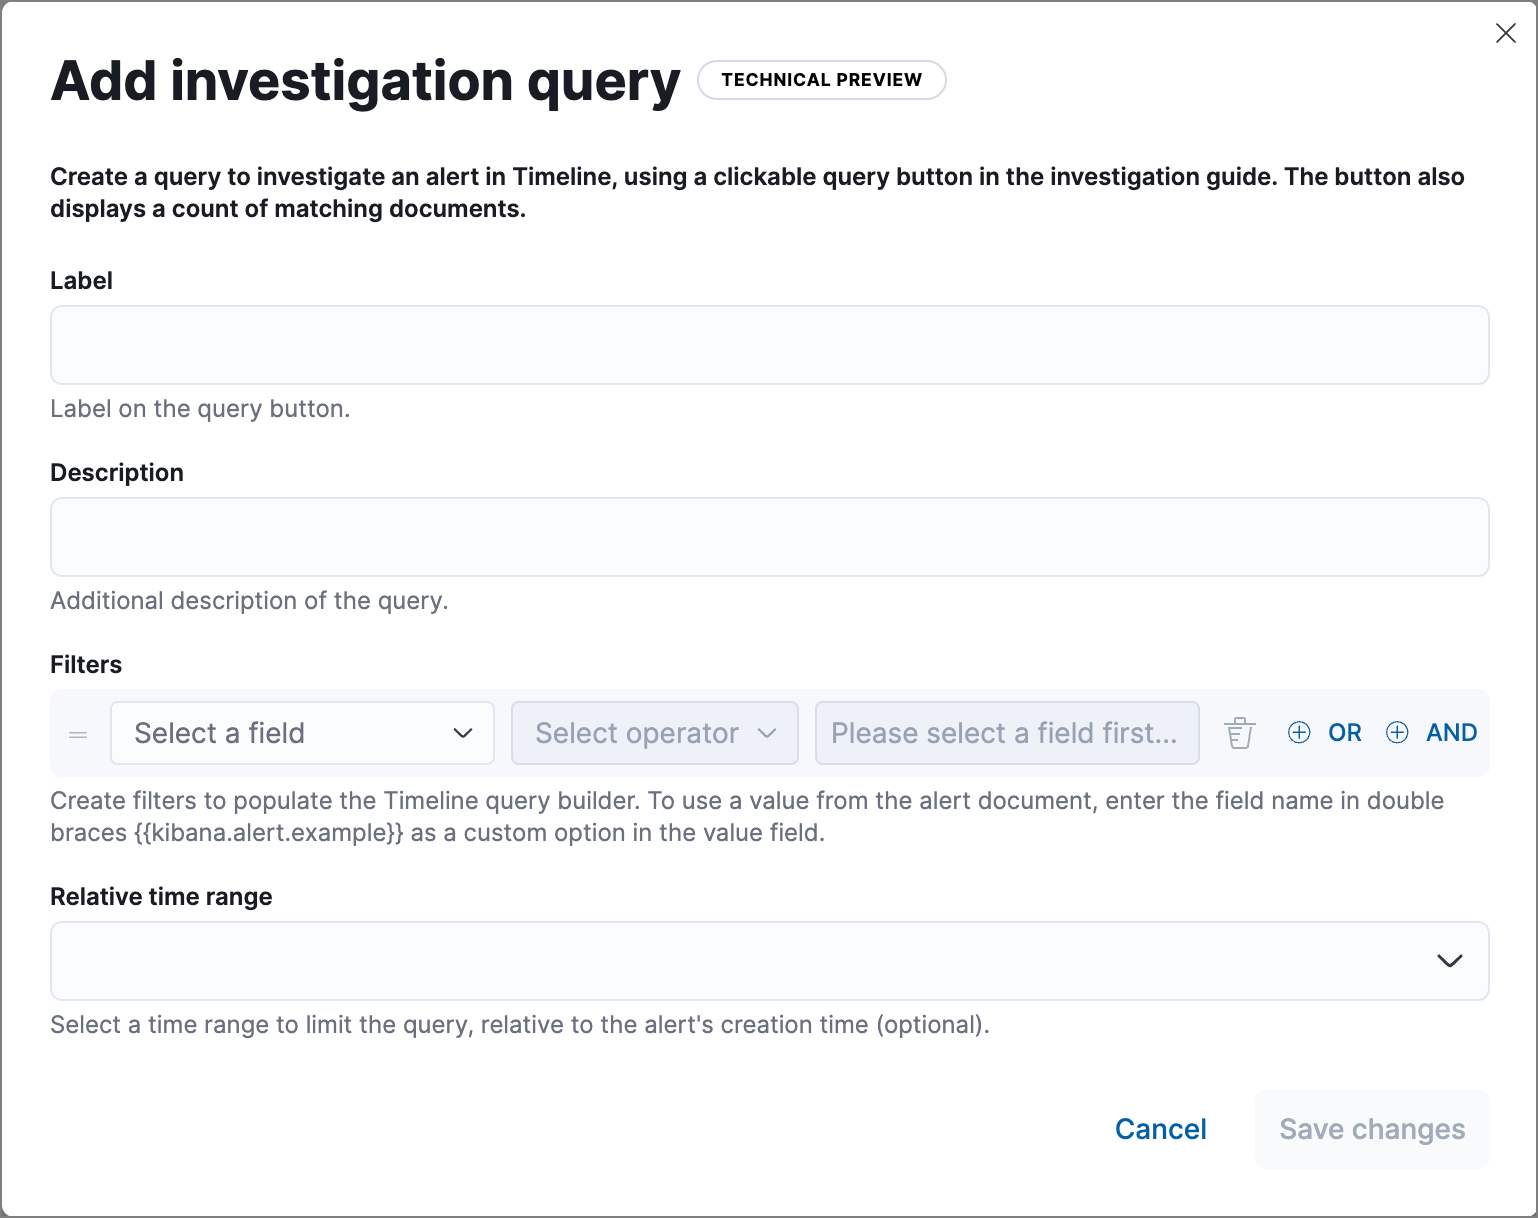 Add investigation query TECHNICAL PREVIEW
Create a query to investigate an alert in Timeline, using a clickable query button in the investigation guide. The button also
displays a count of matching documents.
Label
Label on the query button.
Description
Additional description of the query.
Filters
Select a field Select operator Please select a field first... OR AND
Create filters to populate the Timeline query builder. To use a value from the alert document, enter the field name in double
braces {{kibana.alert.example}} as a custom option in the value field.
Relative time range
Select a time range to limit the query, relative to the alert's creation time (optional).
Cancel Save changes